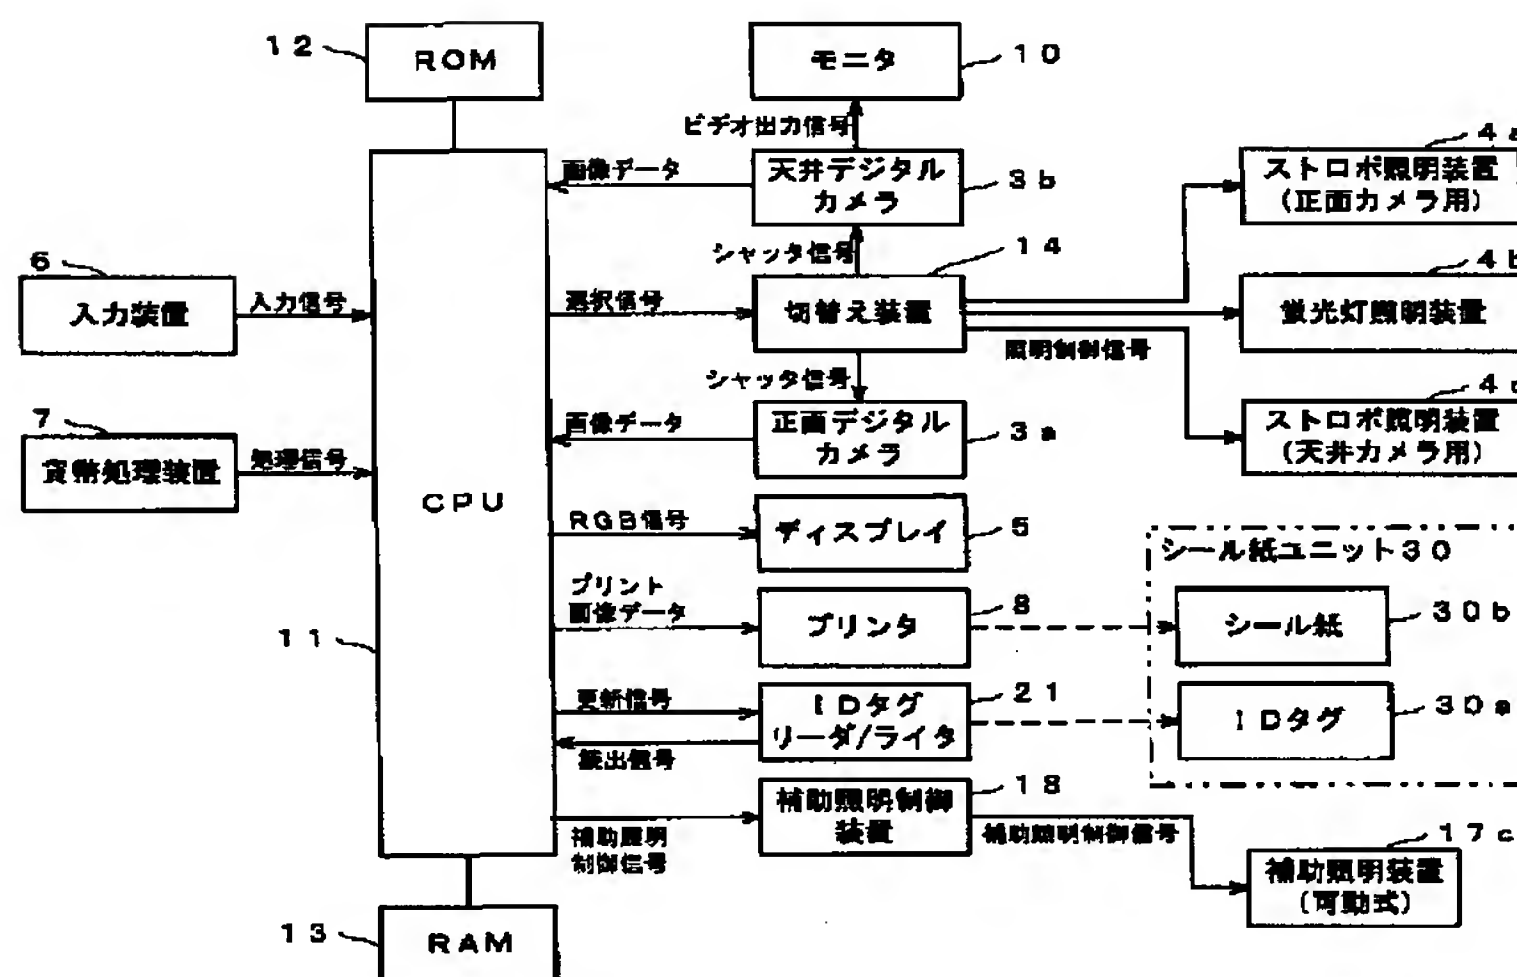 12
ROM
モニタ
10
ビデオ出力信号
画像データ
天井デジタル
カメラ
3b
ストロボ照明装置
(正面カメラ用)
シャッタ信号
14
6
入力装置
入力信号
選択信号
切替え装置
蛍光灯照明装置
照明制御信号
シャッタ信号
7
貨幣処理装置
処理信号
画像データ
正面デジタル
カメラ
3a
ストロボ照明装置
(天井カメラ用)
CPU
11
RGB信号
ディスプレイ
5
シール紙ユニット30
プリント
画像データ
プリンタ
8
シール紙
30b
更新信号
読出信号
IDタグ
リーダ/ライタ
21
IDタグ
30a
補助照明
制御信号
補助照明制御
装置
18
補助照明制御信号
17c
補助照明装置
(可動式)
13
RAM